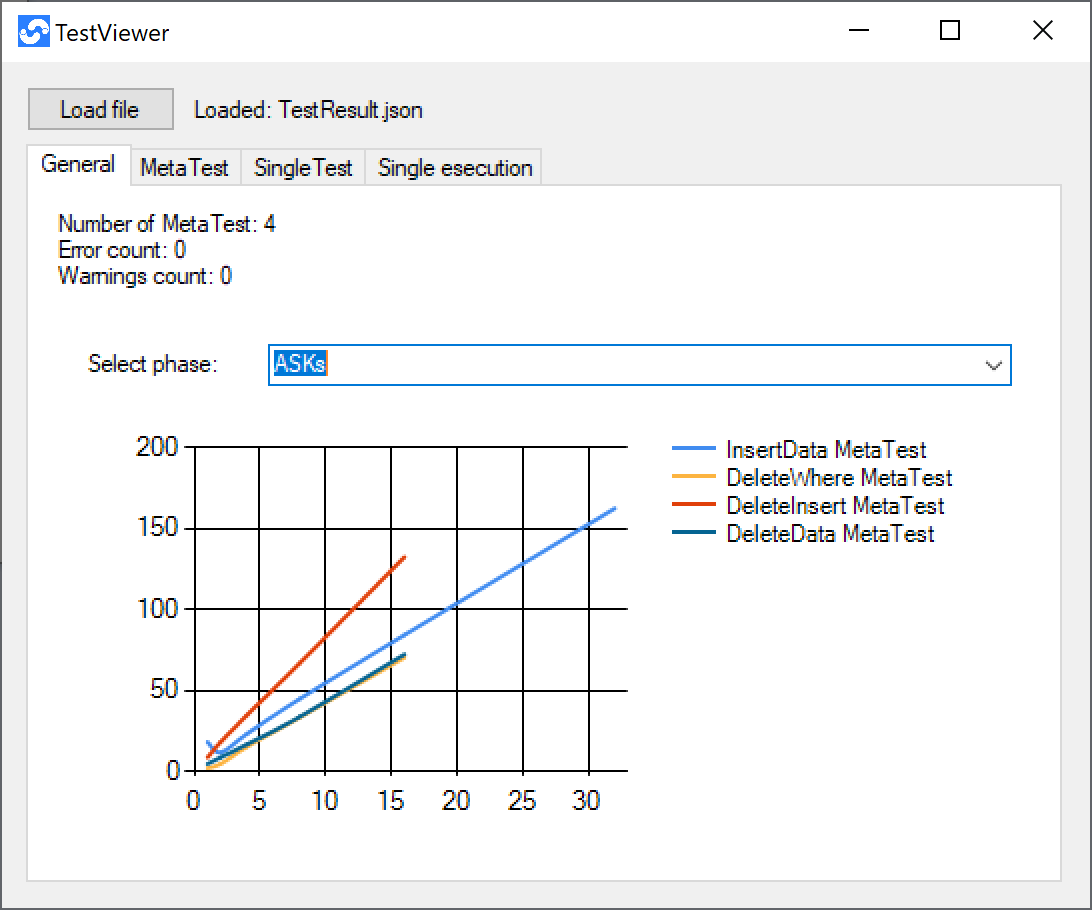 TestViewer
Load file
Loaded: TestResult.json
General
MetaTest
SingleTest
Single esecution
Number of MetaTest: 4
Error count: 0
Warnings count: 0
Select phase:
ASKs
200
150
100
50
0
0 5 10 15 20 25 30
InsertData MetaTest
DeleteWhere MetaTest
DeleteInsert MetaTest
DeleteData MetaTest